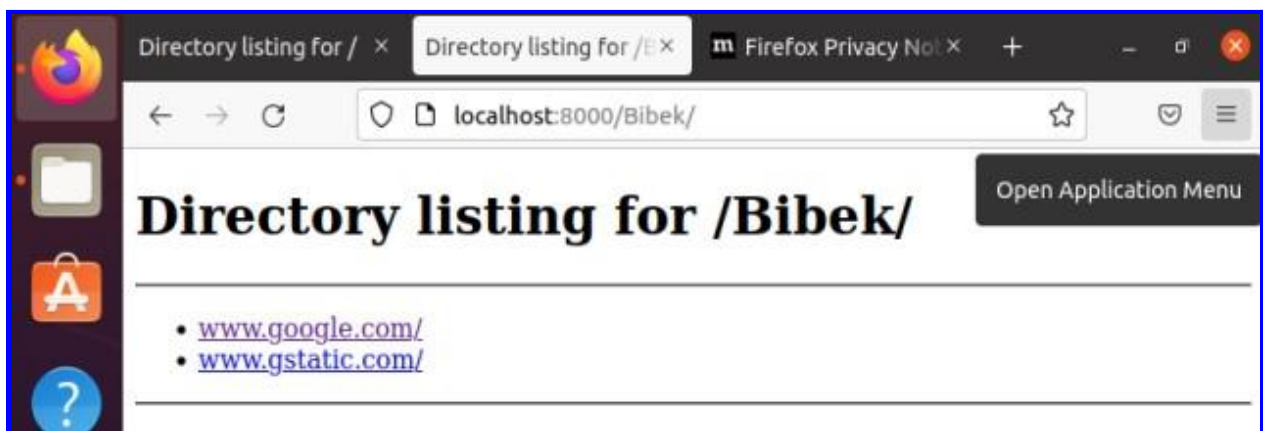 Directory listing for / × Directory listing for /B × m Firefox Privacy Not × +
localhost:8000/Bibek/
Open Application Menu
Directory listing for /Bibek/
• www.google.com/
• www.gstatic.com/
A
?